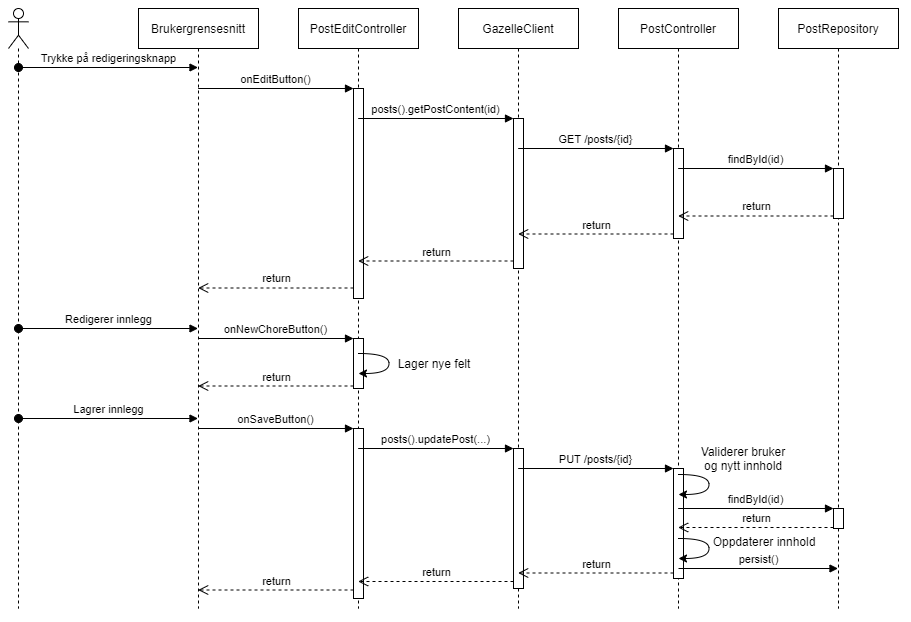 Brukergrensesnitt
PostEditController
GazelleClient
PostController
PostRepository
Trykke på redigeringsknapp
onEditButton()
posts().getPostContent(id)
GET /posts/{id}
findById(id)
return
return
return
return
Redigerer innlegg
onNewChoreButton()
Lager nye felt
return
Lagrer innlegg
onSaveButton()
posts().updatePost(...)
PUT /posts/{id}
Validerer bruker
og nytt innhold
findById(id)
return
Oppdaterer innhold
persist()
return
return
return